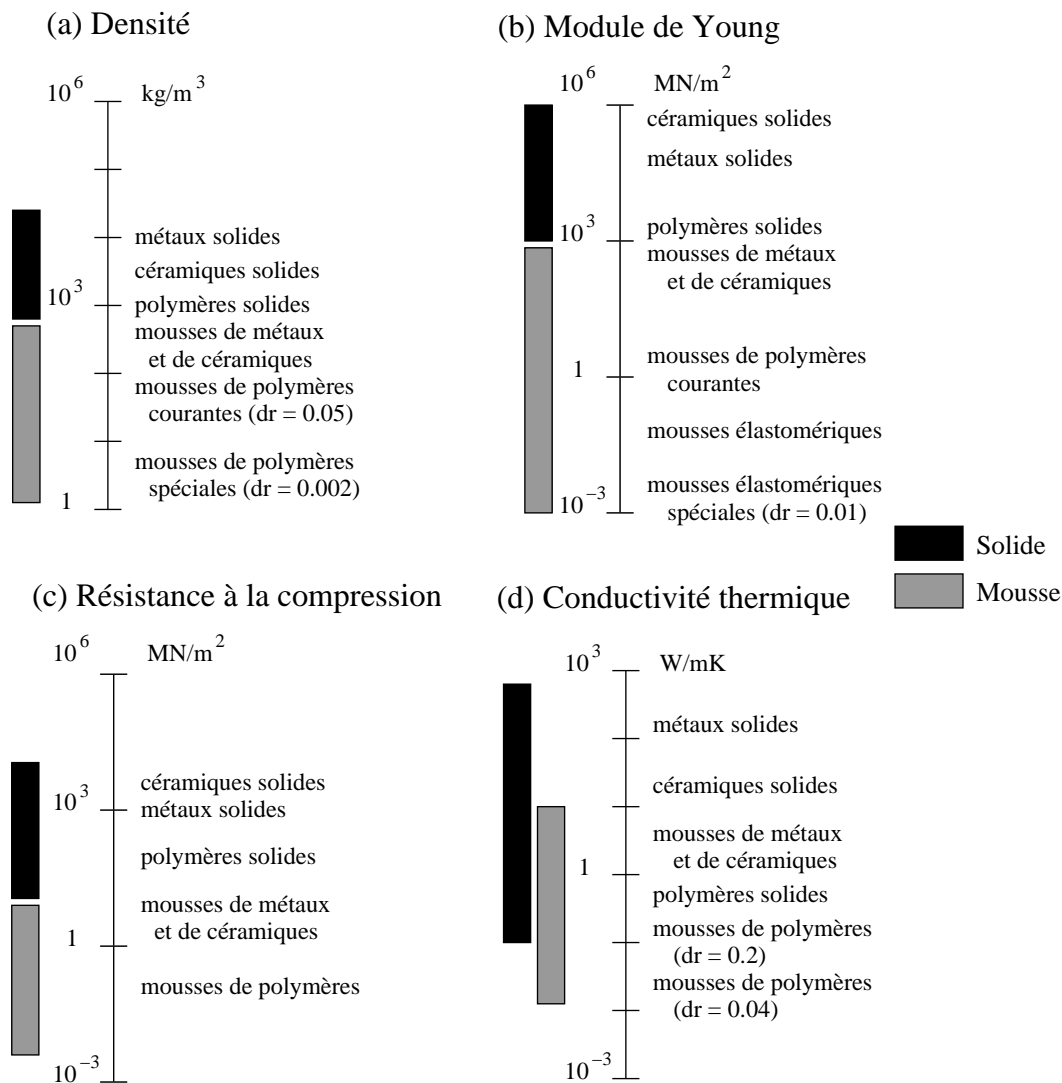 (a) Densité
10^6 kg/m^3
métaux solides
céramiques solides
10^3
polymères solides
mousses de métaux
et de céramiques
mousses de polymères
courantes (dr = 0.05)
mousses de polymères
spéciales (dr = 0.002)
1
(b) Module de Young
10^6 MN/m^2
céramiques solides
métaux solides
10^3
polymères solides
mousses de métaux
et de céramiques
mousses de polymères
1
courantes
mousses élastomériques
mousses élastomériques
10^−3
spéciales (dr = 0.01)
Solide
Mousse
(c) Résistance à la compression
10^6 MN/m^2
céramiques solides
10^3
métaux solides
polymères solides
mousses de métaux
et de céramiques
1
mousses de polymères
10^−3
(d) Conductivité thermique
10^3 W/mK
métaux solides
céramiques solides
mousses de métaux
et de céramiques
1
polymères solides
mousses de polymères
(dr = 0.2)
mousses de polymères
(dr = 0.04)
10^−3